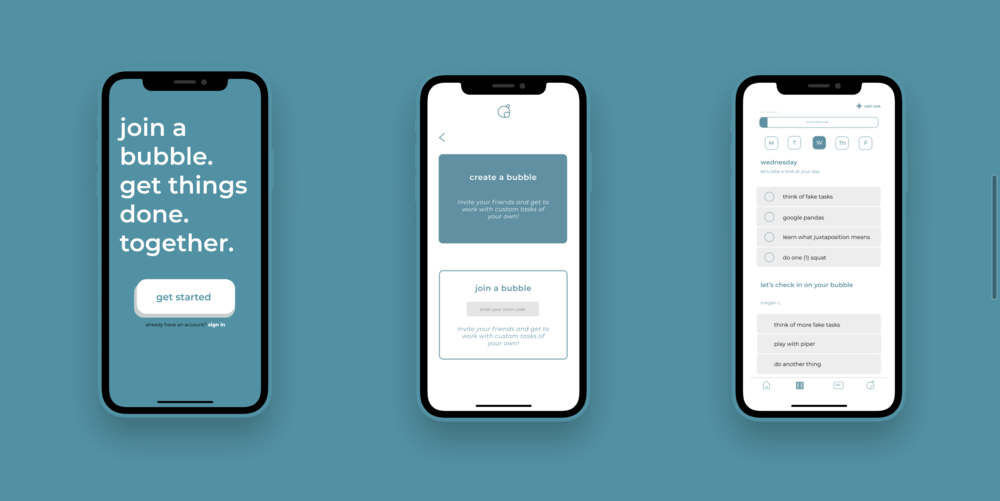 join a
bubble.
get things
done.
together.
get started
already have an account? sign in
create a bubble
Invite your friends and get to
work with custom tasks of
your own!
join a bubble
enter your room code
Invite your friends and get to
work with custom tasks of
your own!
add task
M T W Th F
wednesday
let's take a look at your day
think of fake tasks
google pandas
learn what juxtaposition means
do one (1) squat
let's check in on your bubble
megan c.
think of more fake tasks
play with piper
do another thing